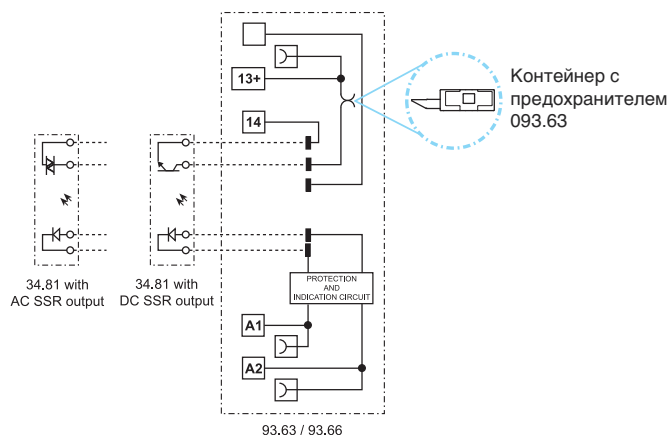 13+
14
Контейнер с
предохранителем
093.63
34.81 with
AC SSR output
34.81 with
DC SSR output
PROTECTION
AND
INDICATION CIRCUIT
A1
A2
93.63 / 93.66